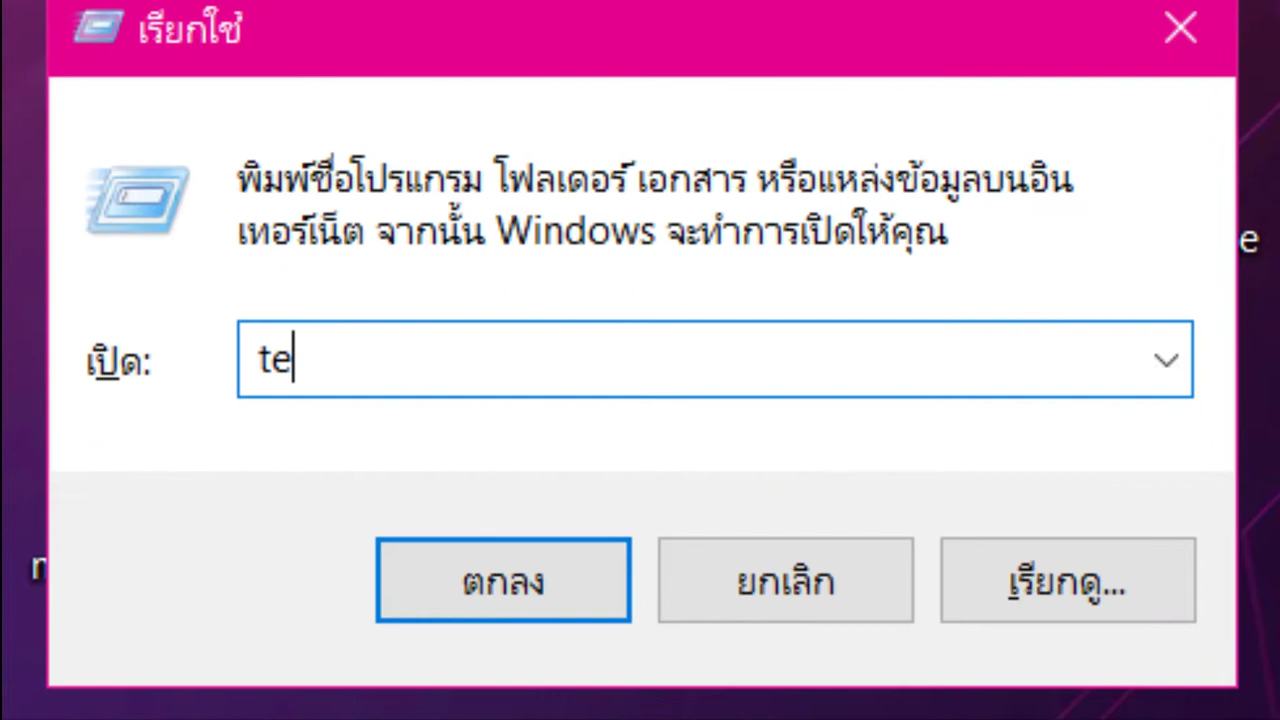 เรียกใช้
พิมพ์ชื่อโปรแกรม โฟลเดอร์ เอกสาร หรือแหล่งข้อมูลบนอิน
เทอร์เน็ต จากนั้น Windows จะทำการเปิดให้คุณ
เปิด: te
ตกลง ยกเลิก เรียกดู...